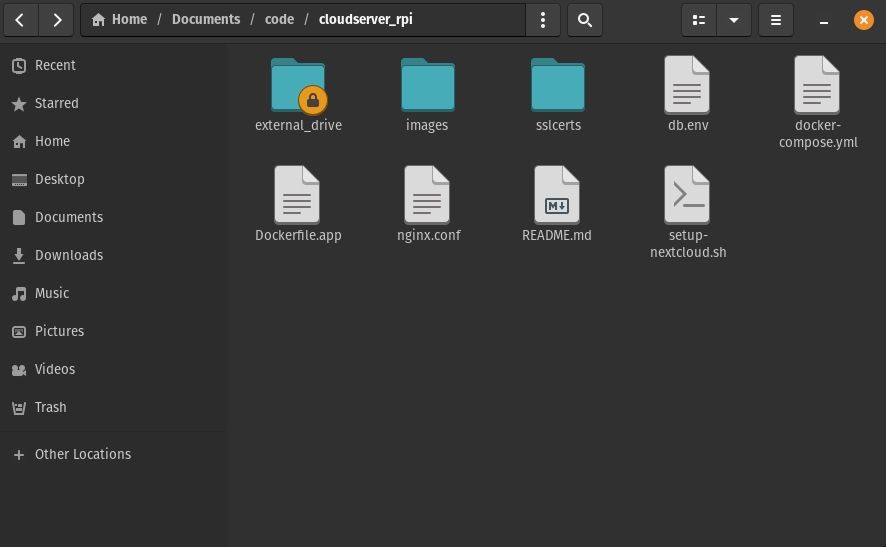 Home / Documents / code / cloudserver_rpi
Recent
Starred
Home
Desktop
Documents
Downloads
Music
Pictures
Videos
Trash
Other Locations
external_drive
images
sslcerts
db.env
docker-
compose.yml
Dockerfile.app
nginx.conf
M
README.md
setup-
nextcloud.sh